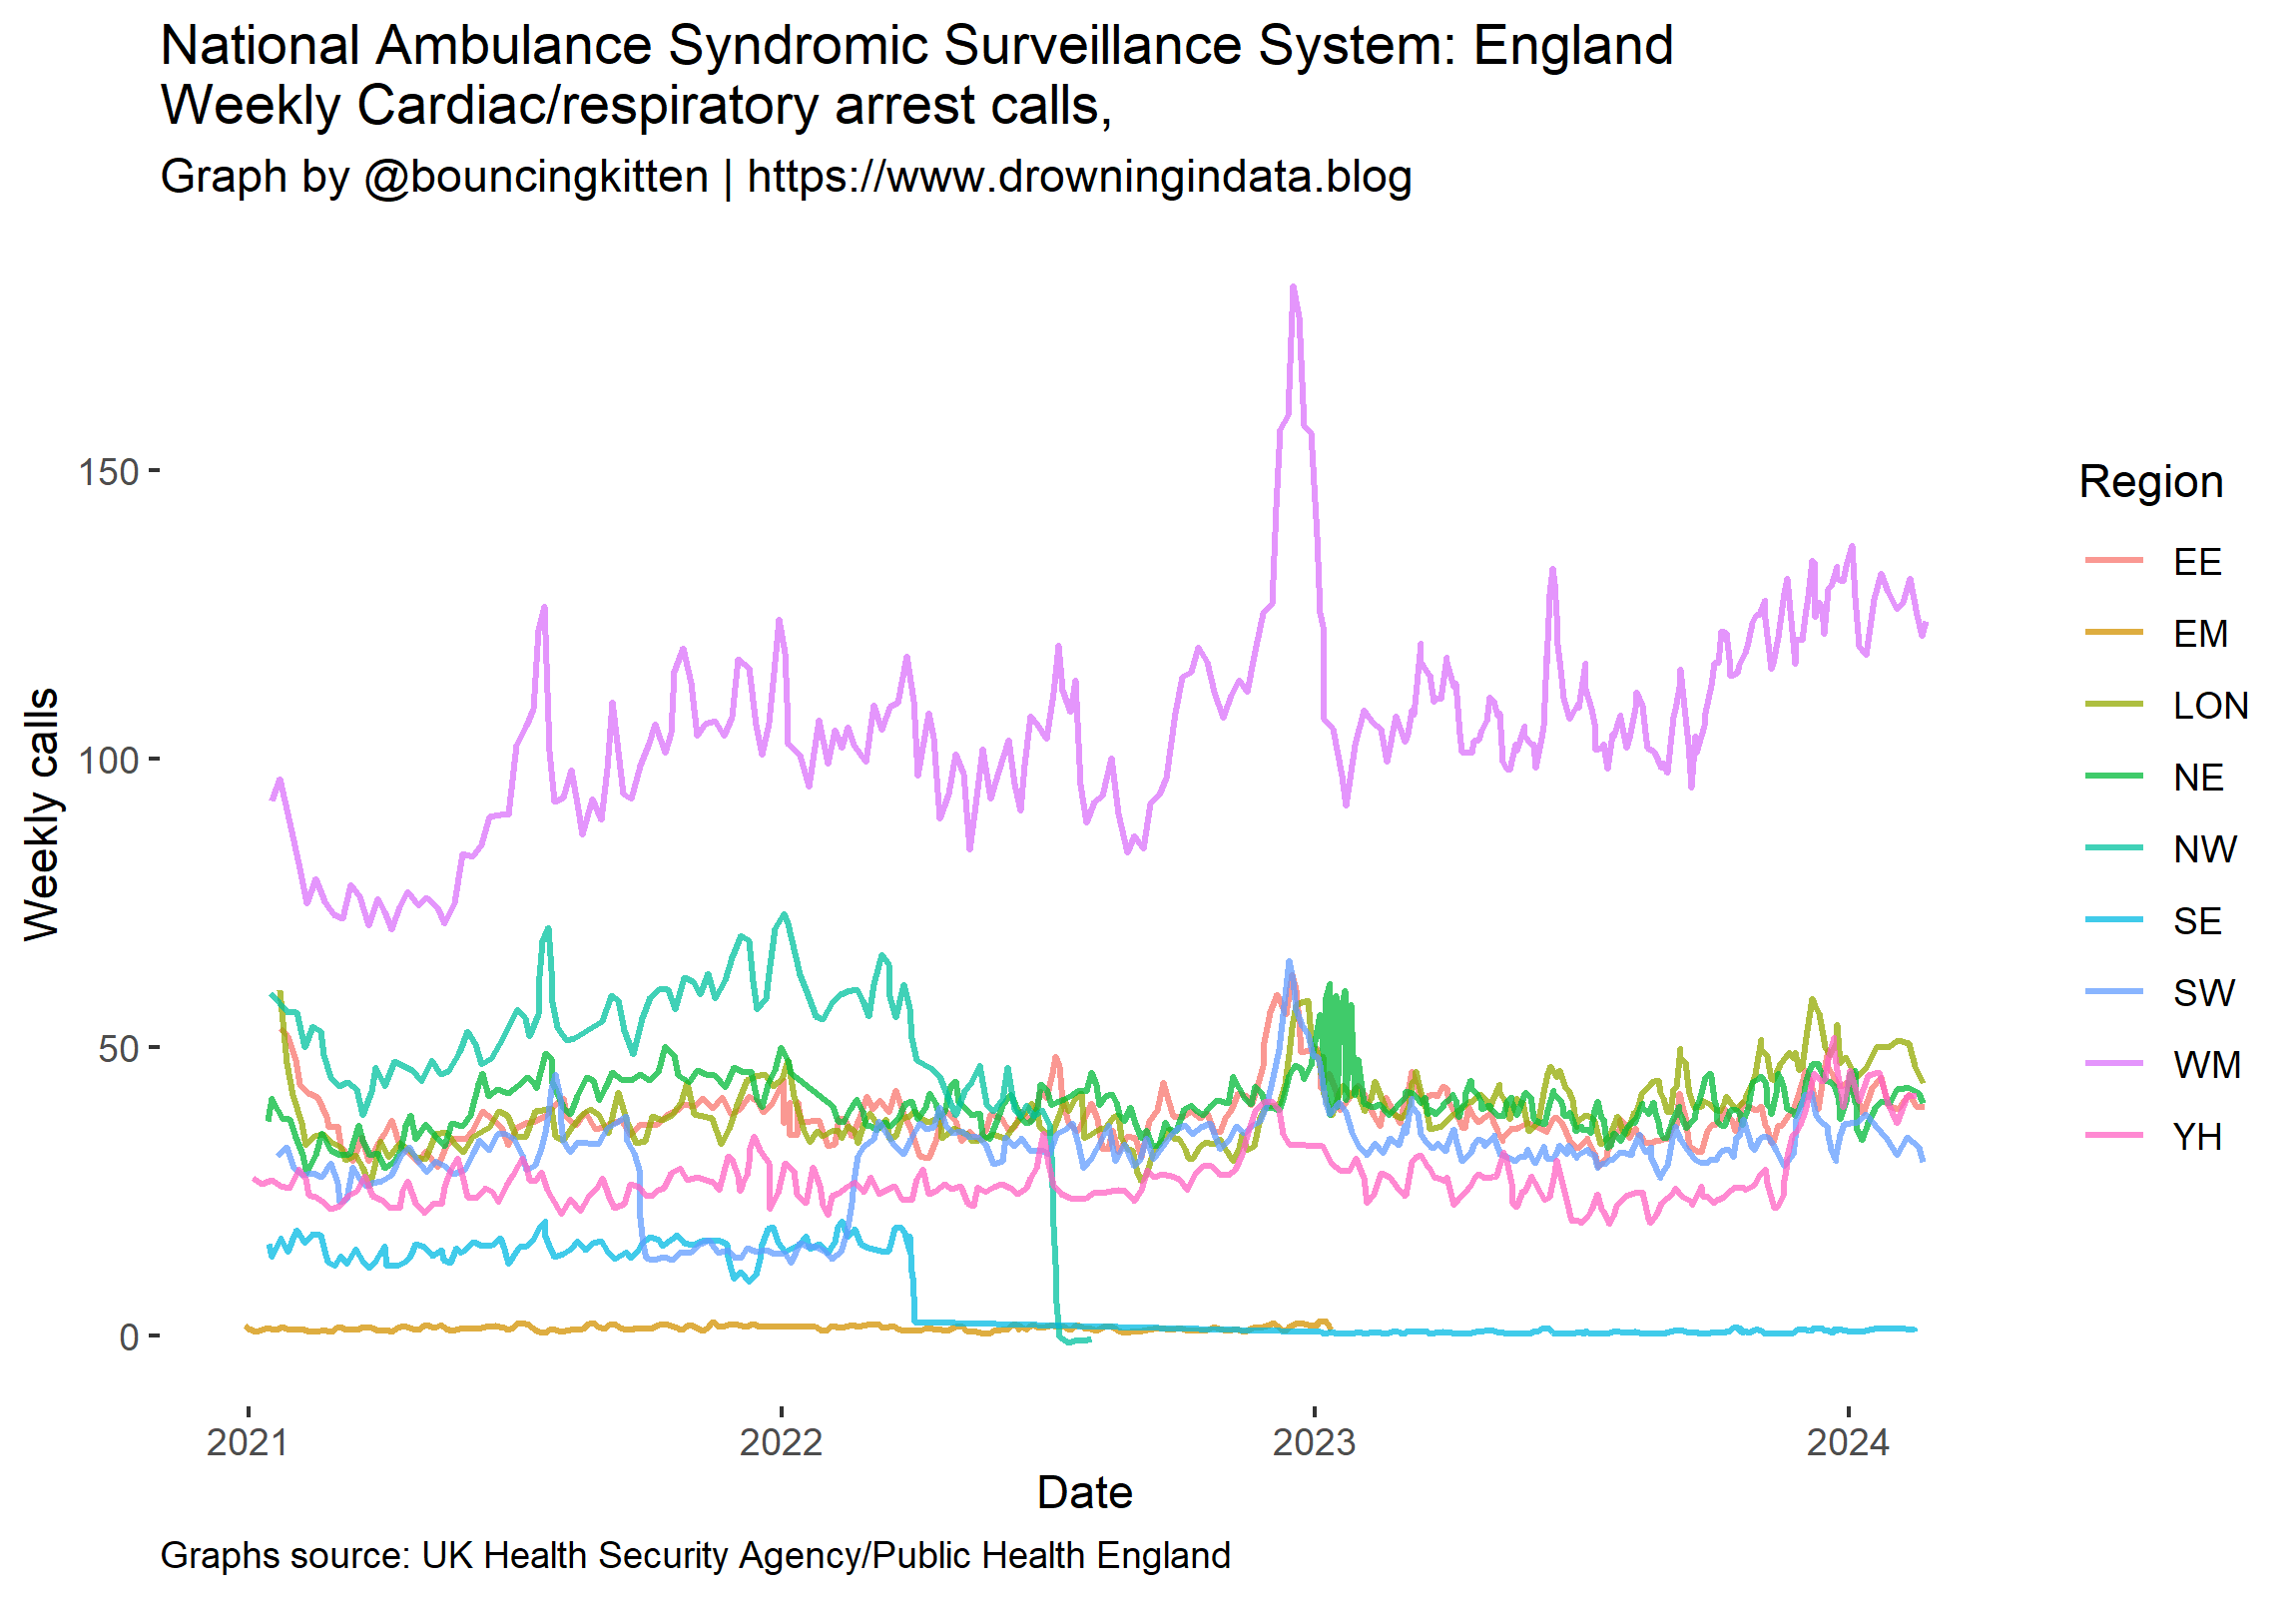 National Ambulance Syndromic Surveillance System: England
Weekly Cardiac/respiratory arrest calls,
Graph by @bouncingkitten | https://www.drowningindata.blog
150
100
50
0
Weekly calls
2021 2022 2023 2024
Date
Region
EE
EM
LON
NE
NW
SE
SW
WM
YH
Graphs source: UK Health Security Agency/Public Health England